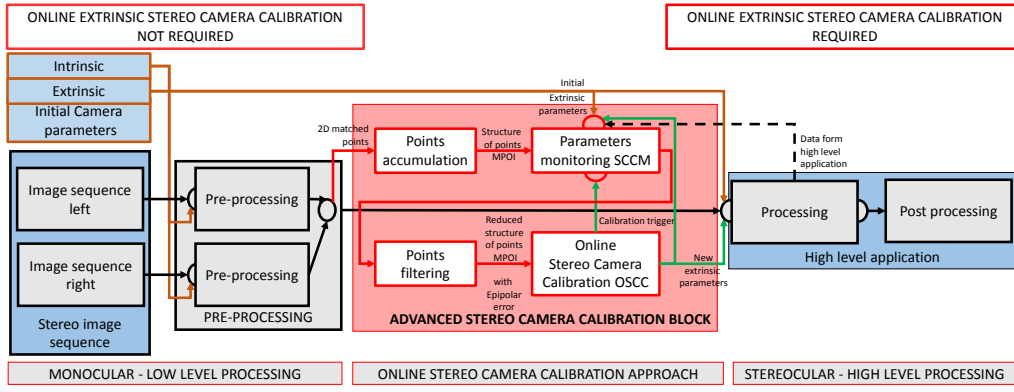 ONLINE EXTRINSIC STEREO CAMERA CALIBRATION
NOT REQUIRED
ONLINE EXTRINSIC STEREO CAMERA CALIBRATION
REQUIRED
Intrinsic
Extrinsic
Initial Camera
parameters
Initial
Extrinsic
parameters
2D matched
points
Points
accumulation
Structure
of points
MPOI
Parameters
monitoring SCCM
Data form
high level
application
Image sequence
left
Pre-processing
Processing
Post processing
Calibration trigger
Image sequence
right
Pre-processing
Points
filtering
Reduced
structure of
points
MPOI
with
Epipolar
error
Online
Stereo Camera
Calibration OSCC
New
extrinsic
parameters
High level application
Stereo image
sequence
PRE-PROCESSING
ADVANCED STEREO CAMERA CALIBRATION BLOCK
MONOCULAR - LOW LEVEL PROCESSING
ONLINE STEREO CAMERA CALIBRATION APPROACH
STEREOCULAR - HIGH LEVEL PROCESSING